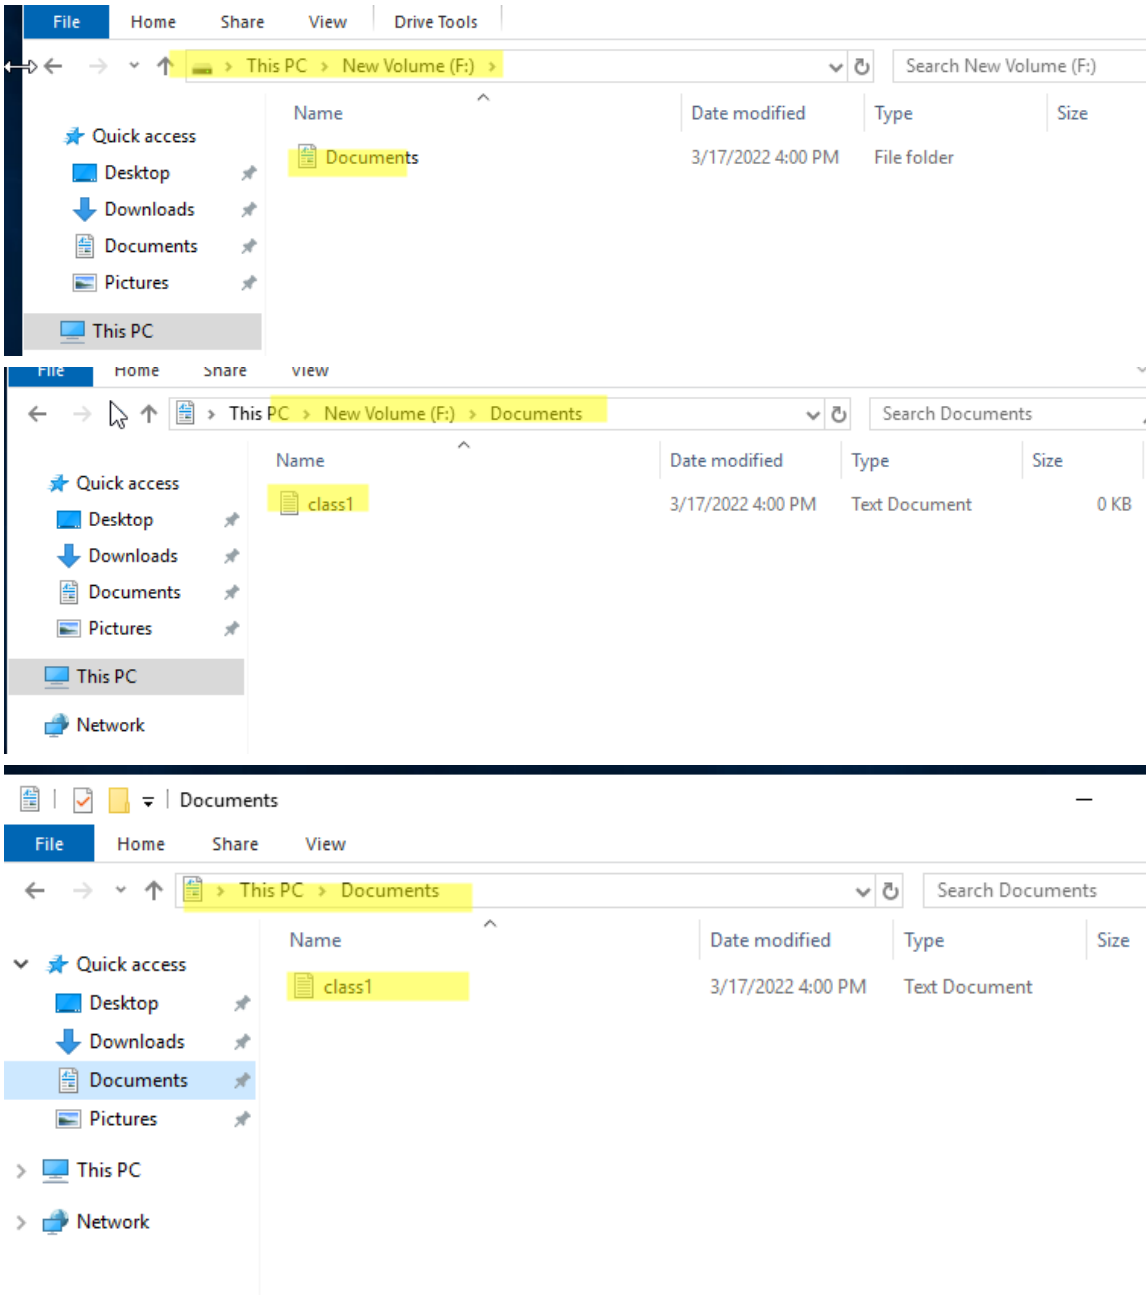 File Home Share View Drive Tools
This PC New Volume (F:) Search New Volume (F:)
Name Date modified Type Size
Quick access
Documents 3/17/2022 4:00 PM File folder
Desktop
Downloads
Documents
Pictures
This PC
File Home Share View
This PC New Volume (F:) Documents Search Documents
Name Date modified Type Size
Quick access
class1 3/17/2022 4:00 PM Text Document 0 KB
Desktop
Downloads
Documents
Pictures
This PC
Network
Documents
File Home Share View
This PC Documents Search Documents
Name Date modified Type Size
Quick access
class1 3/17/2022 4:00 PM Text Document
Desktop
Downloads
Documents
Pictures
This PC
Network